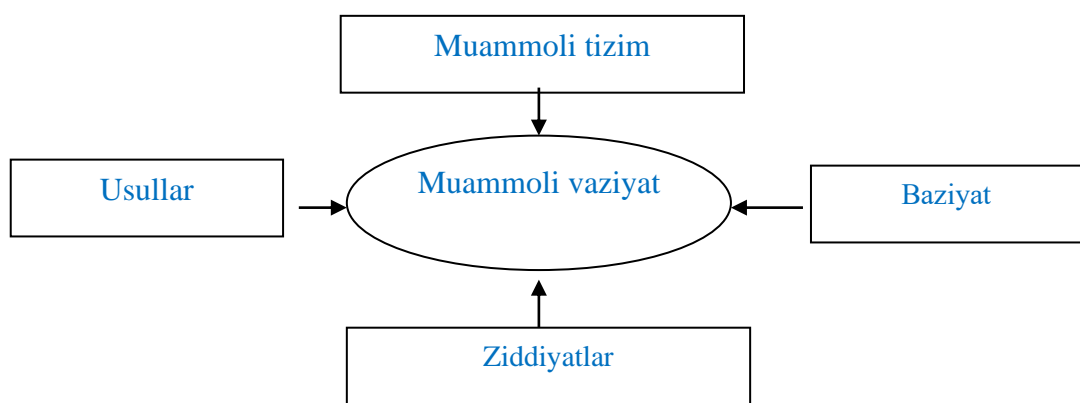 Muammoli tizim
Usullar
Muammoli vaziyat
Baziyat
Ziddiyatlar